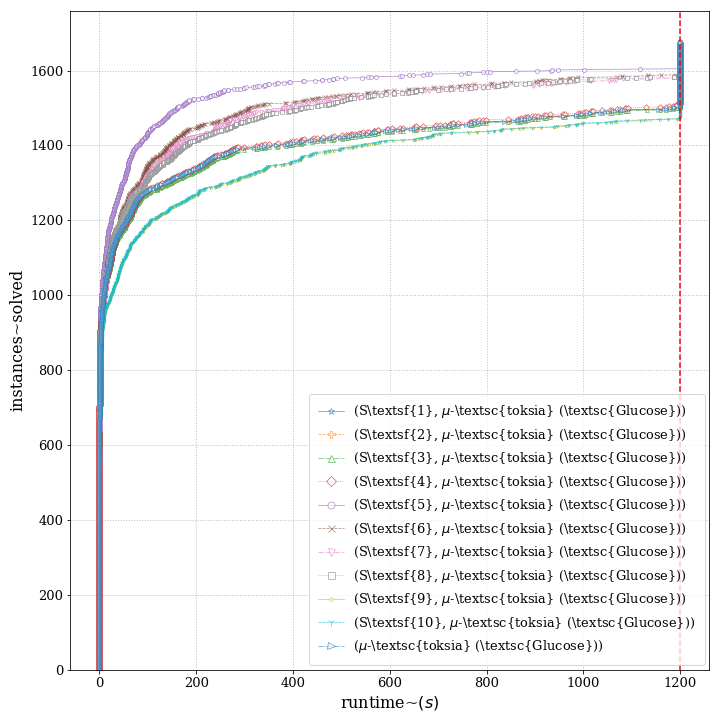 1600
1400
1200
1000
800
600
400
200
0
instances~solved
(S\textsf{1}, μ-\textsc{toksia} (\textsc{Glucose}))
(S\textsf{2}, μ-\textsc{toksia} (\textsc{Glucose}))
(S\textsf{3}, μ-\textsc{toksia} (\textsc{Glucose}))
(S\textsf{4}, μ-\textsc{toksia} (\textsc{Glucose}))
(S\textsf{5}, μ-\textsc{toksia} (\textsc{Glucose}))
(S\textsf{6}, μ-\textsc{toksia} (\textsc{Glucose}))
(S\textsf{7}, μ-\textsc{toksia} (\textsc{Glucose}))
(S\textsf{8}, μ-\textsc{toksia} (\textsc{Glucose}))
(S\textsf{9}, μ-\textsc{toksia} (\textsc{Glucose}))
(S\textsf{10}, μ-\textsc{toksia} (\textsc{Glucose}))
(μ-\textsc{toksia} (\textsc{Glucose}))
0 200 400 600 800 1000 1200
runtime~(s)